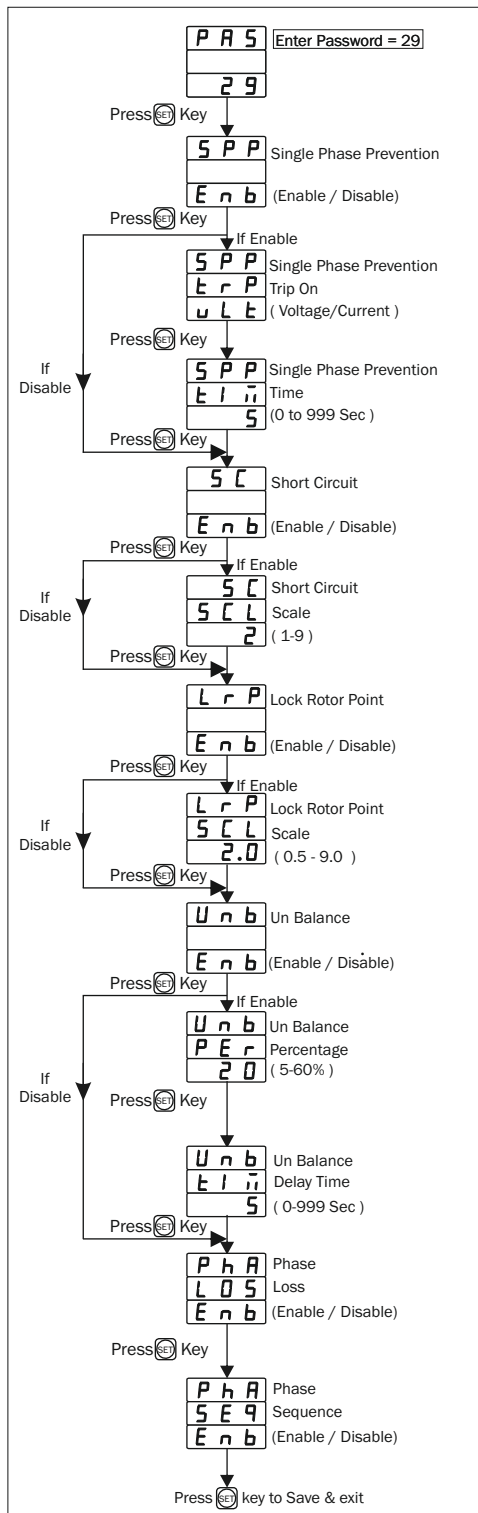 PAS Enter Password = 29
29
Press SET Key
SPP Single Phase Prevention
Enb (Enable / Disable)
Press SET Key
If Enable
SPP Single Phase Prevention
trP Trip On
vLt ( Voltage/Current )
Press SET Key
SPP Single Phase Prevention
If
Disable
tIm Time
5 (0 to 999 Sec )
Press SET Key
SC Short Circuit
Enb (Enable / Disable)
Press SET Key
If Enable
SC Short Circuit
If
Disable
SCL Scale
2 ( 1-9 )
Press SET Key
LrP Lock Rotor Point
Enb (Enable / Disable)
Press SET Key
If Enable
LrP Lock Rotor Point
If
Disable
SCL Scale
2.0 ( 0.5 - 9.0 )
Press SET Key
Unb Un Balance
Enb (Enable / Disable)
Press SET Key
If Enable
Unb Un Balance
PEr Percentage
20 ( 5-60% )
If
Disable
Press SET Key
Unb Un Balance
tIm Delay Time
5 ( 0-999 Sec )
Press SET Key
PhA Phase
LOS Loss
Enb (Enable / Disable)
Press SET Key
PhA Phase
SEq Sequence
Enb (Enable / Disable)
Press SET key to Save & exit